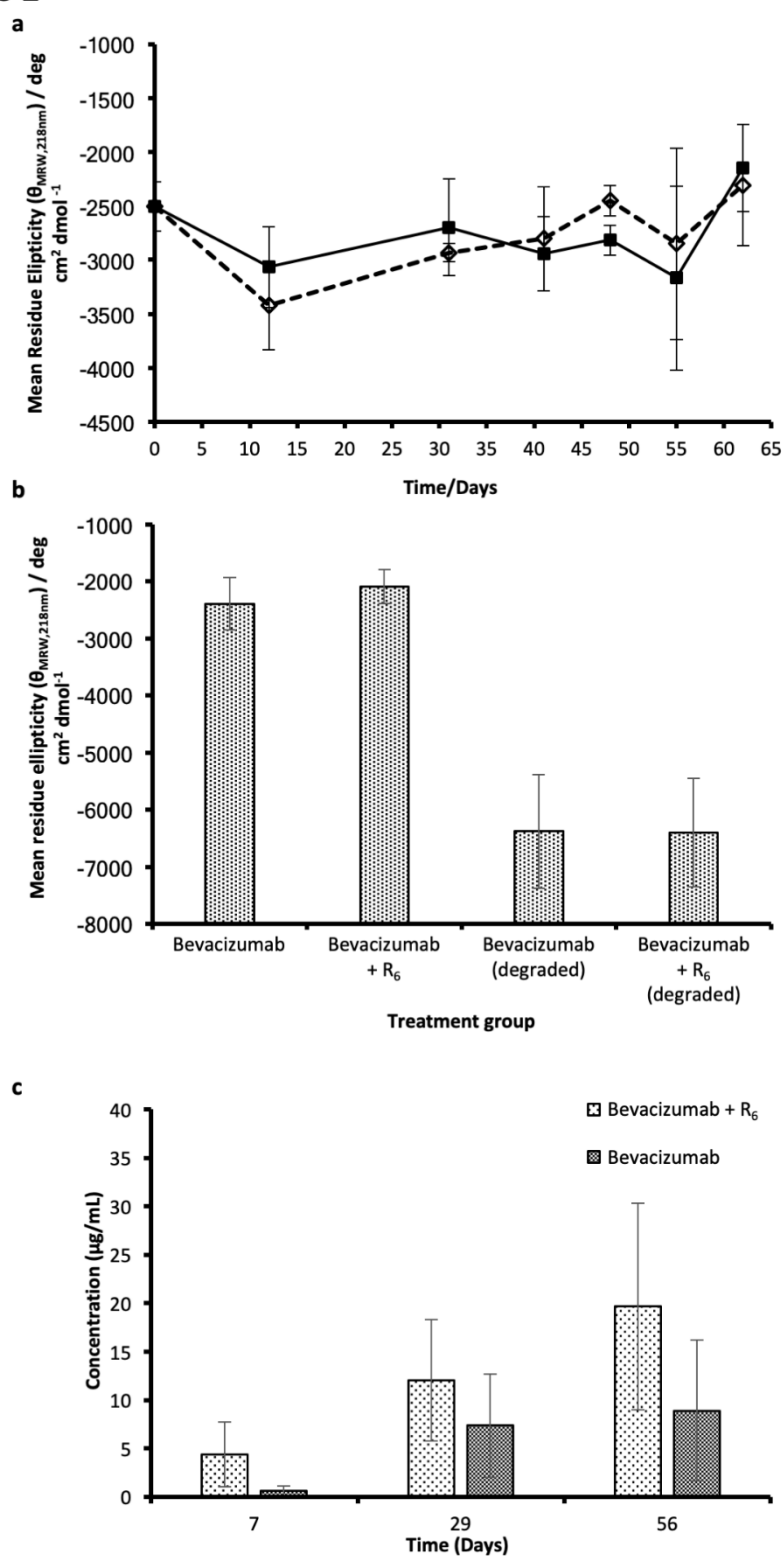 a
Mean Residue Elipticity (θMRW,218nm) / deg
cm² dmol⁻¹
-1000
-1500
-2000
-2500
-3000
-3500
-4000
-4500
0 5 10 15 20 25 30 35 40 45 50 55 60 65
Time/Days
b
Mean residue ellipticity (θMRW,218nm) / deg
cm² dmol⁻¹
-1000
-2000
-3000
-4000
-5000
-6000
-7000
-8000
Bevacizumab Bevacizumab Bevacizumab Bevacizumab
+ R₆ (degraded) + R₆
(degraded)
Treatment group
c
Concentration (µg/mL)
40
35
30
25
20
15
10
5
0
Bevacizumab + R₆
Bevacizumab
7 29 56
Time (Days)